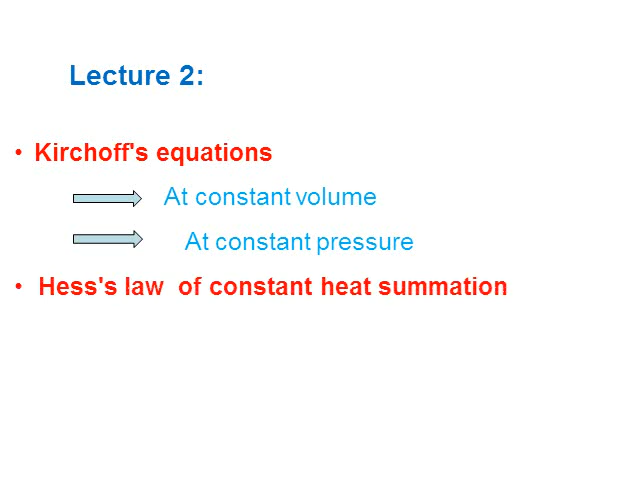 Lecture 2:
• Kirchoff's equations
At constant volume
At constant pressure
• Hess's law of constant heat summation